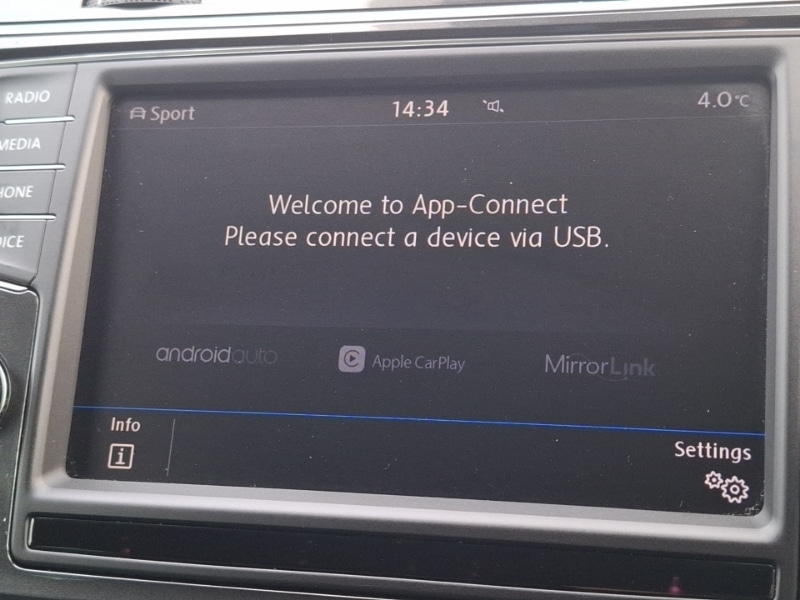 RADIO
MEDIA
Sport 14:34 4.0°C
Welcome to App-Connect
Please connect a device via USB.
androidauto Apple CarPlay MirrorLink
Info
Settings